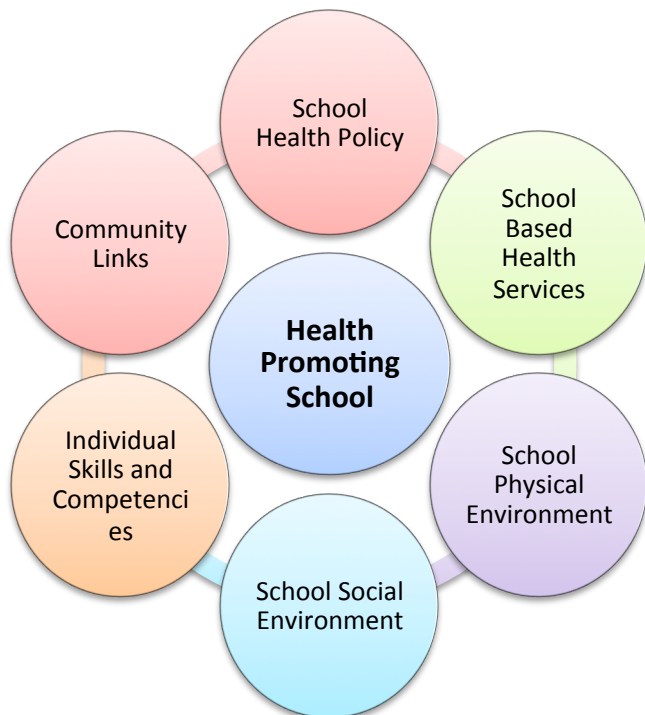 School
Health Policy
School
Based
Health
Services
School
Physical
Environment
School Social
Environment
Individual
Skills and
Competenci
es
Community
Links
Health
Promoting
School